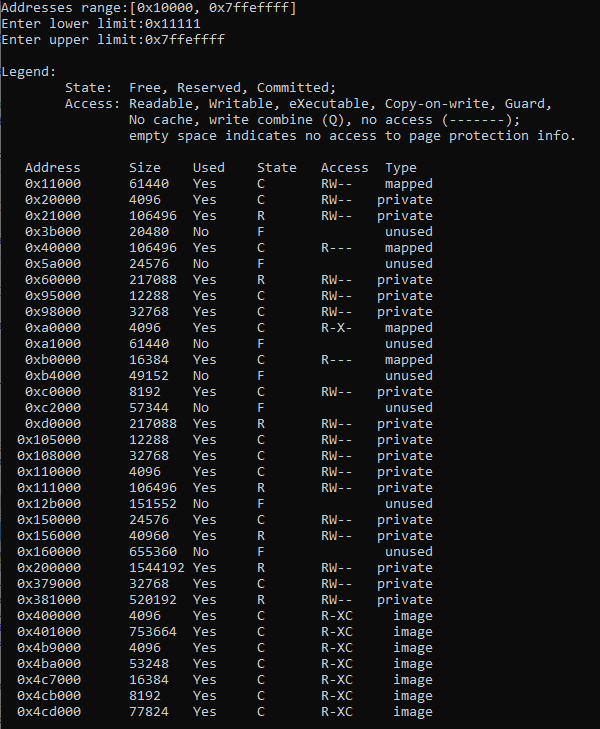 Addresses range:[0x10000, 0x7ffeffff]
Enter lower limit:0x11111
Enter upper limit:0x7ffeffff
Legend:
State: Free, Reserved, Committed;
Access: Readable, Writable, eXecutable, Copy-on-write, Guard,
No cache, write combine (Q), no access (-------);
empty space indicates no access to page protection info.
Address Size Used State Access Type
0x11000 61440 Yes C RW-- mapped
0x20000 4096 Yes C RW-- private
0x21000 106496 Yes R RW-- private
0x3b000 20480 No F unused
0x40000 106496 Yes C R--- mapped
0x5a000 24576 No F unused
0x60000 217088 Yes R RW-- private
0x95000 12288 Yes C RW-- private
0x98000 32768 Yes C RW-- private
0xa0000 4096 Yes C R-X- mapped
0xa1000 61440 No F unused
0xb0000 16384 Yes C R--- mapped
0xb4000 49152 No F unused
0xc0000 8192 Yes C RW-- private
0xc2000 57344 No F unused
0xd0000 217088 Yes R RW-- private
0x105000 12288 Yes C RW-- private
0x108000 32768 Yes C RW-- private
0x110000 4096 Yes C RW-- private
0x111000 106496 Yes R RW-- private
0x12b000 151552 No F unused
0x150000 24576 Yes C RW-- private
0x156000 40960 Yes R RW-- private
0x160000 655360 No F unused
0x200000 1544192 Yes R RW-- private
0x379000 32768 Yes C RW-- private
0x381000 520192 Yes R RW-- private
0x400000 4096 Yes C R-XC image
0x401000 753664 Yes C R-XC image
0x4b9000 4096 Yes C R-XC image
0x4ba000 53248 Yes C R-XC image
0x4c7000 16384 Yes C R-XC image
0x4cb000 8192 Yes C R-XC image
0x4cd000 77824 Yes C R-XC image